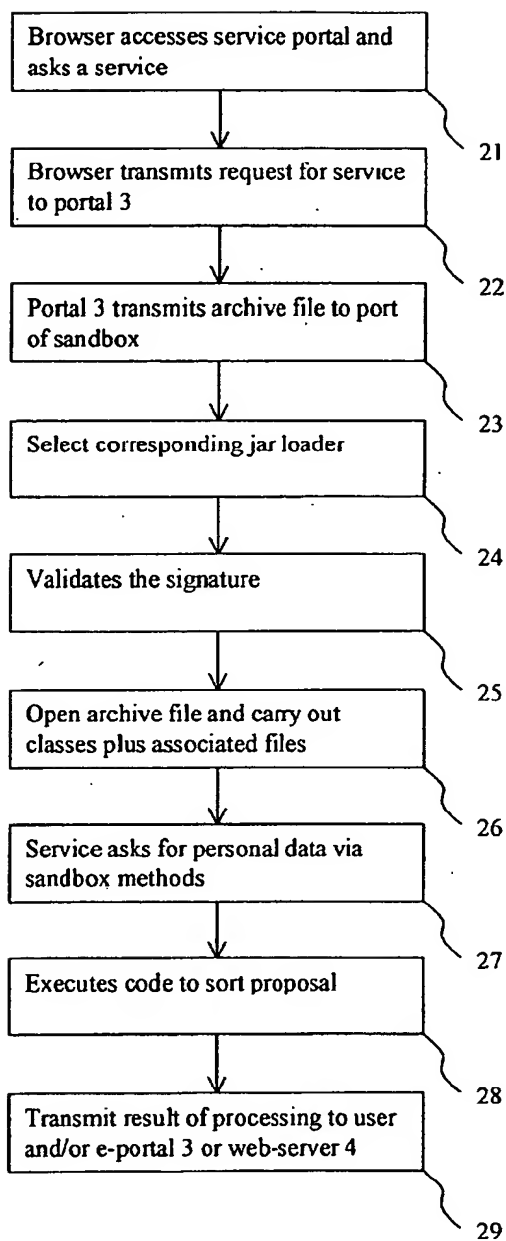 Browser accesses service portal and
asks a service
21
Browser transmits request for service
to portal 3
22
Portal 3 transmits archive file to port
of sandbox
23
Select corresponding jar loader
24
Validates the signature
25
Open archive file and carry out
classes plus associated files
26
Service asks for personal data via
sandbox methods
27
Executes code to sort proposal
28
Transmit result of processing to user
and/or e-portal 3 or web-server 4
29